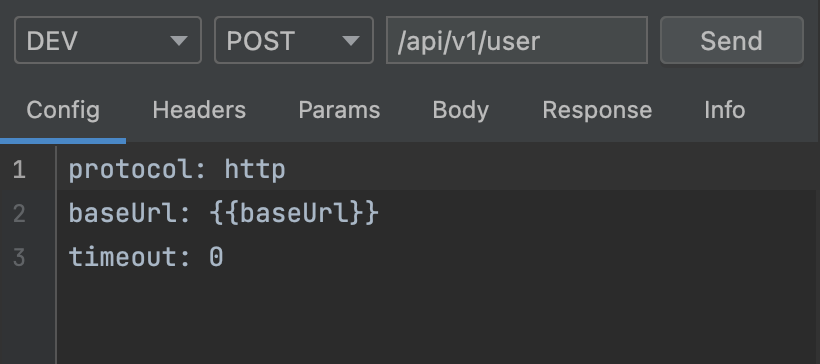 DEV POST /api/v1/user Send
Config Headers Params Body Response Info
1 protocol: http
2 baseUrl: {{baseUrl}}
3 timeout: 0